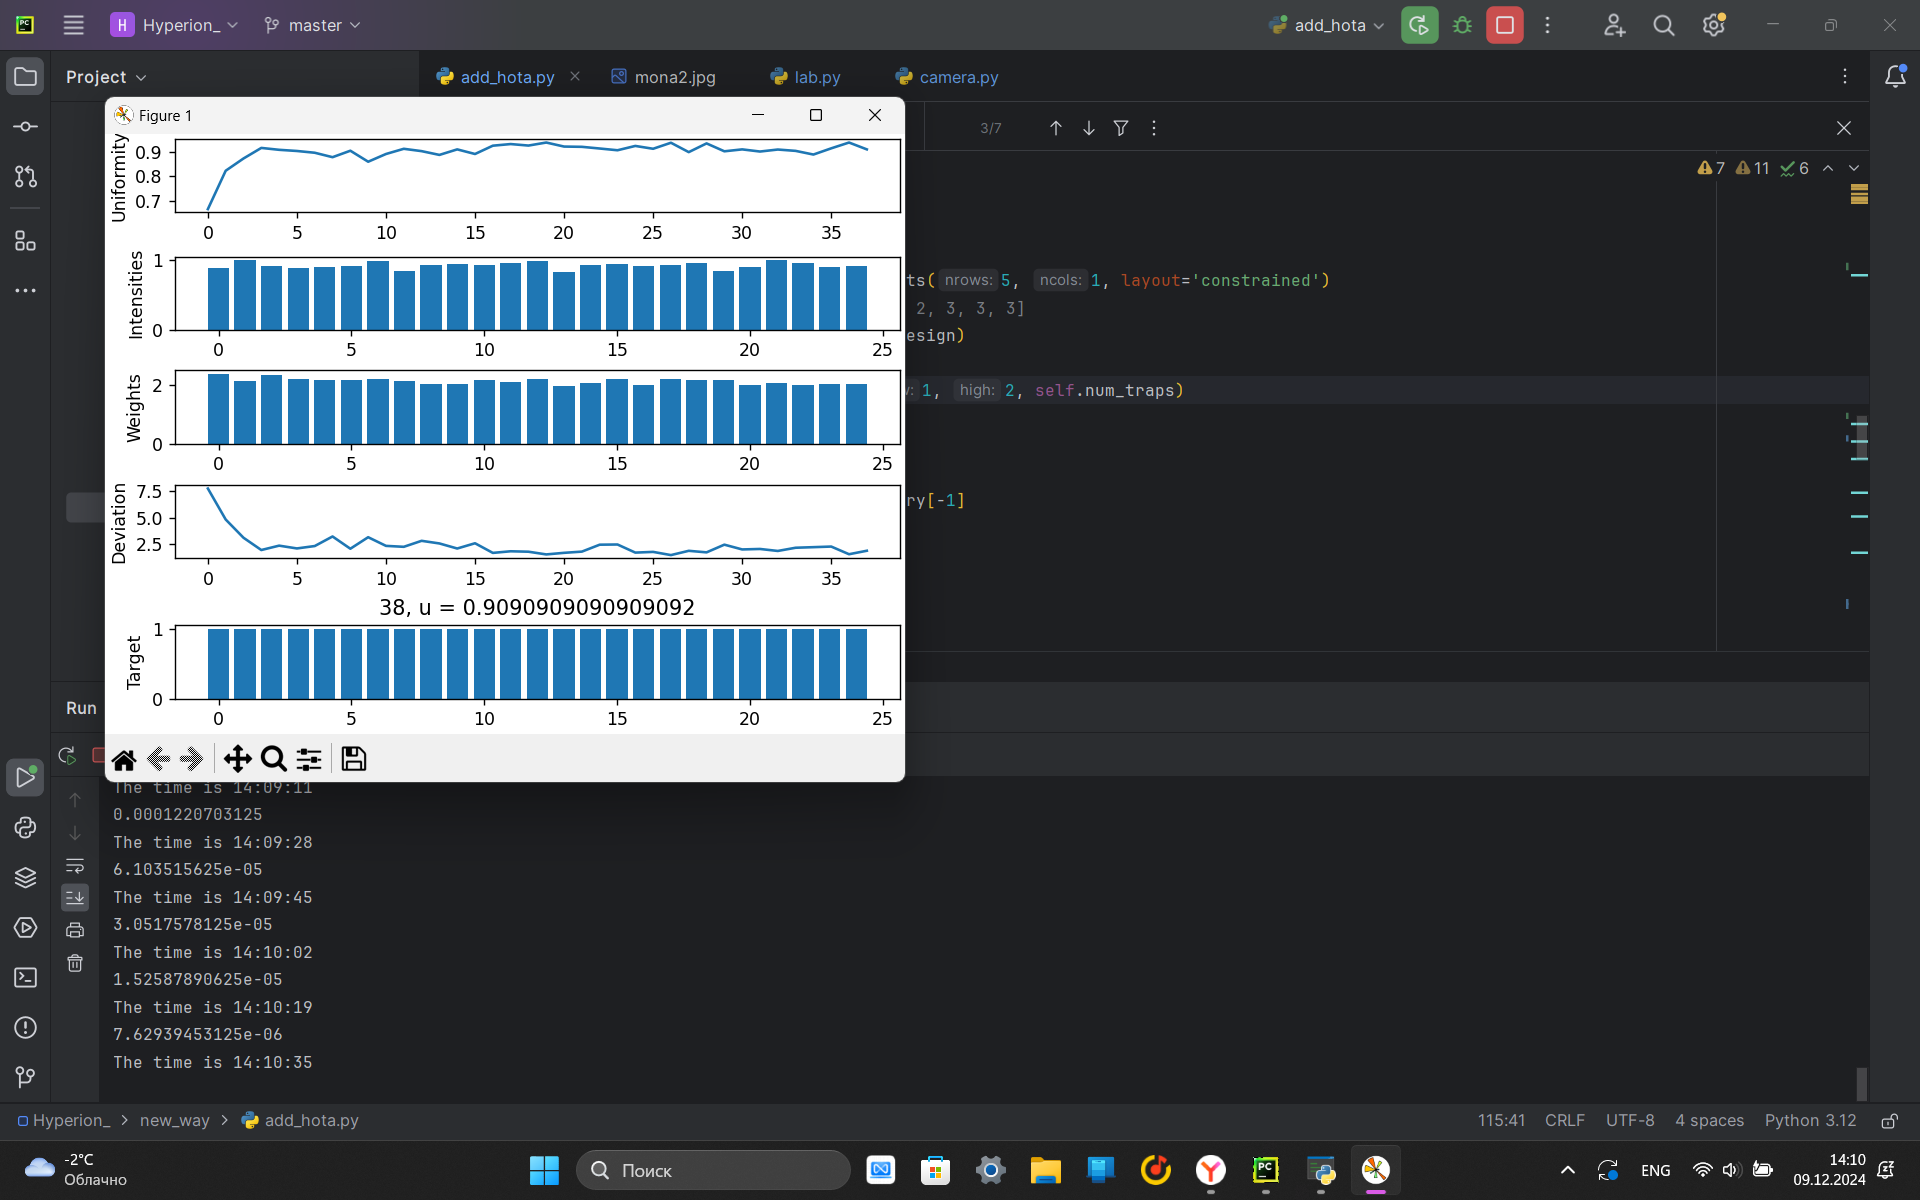 PC
H Hyperion_ master add_hota
Project add_hota.py mona2.jpg lab.py camera.py
Figure 1
3/7
7 11 6
Uniformity
0.9
0.8
0.7
0 5 10 15 20 25 30 35
Intensities
1
0
0 5 10 15 20 25
Weights
2
0
0 5 10 15 20 25
Deviation
7.5
5.0
2.5
0 5 10 15 20 25 30 35
38, u = 0.9090909090909092
Target
1
0
0 5 10 15 20 25
ts( nrows: 5, ncols: 1, layout='constrained')
2, 3, 3, 3]
esign)
: 1, high: 2, self.num_traps)
ry[-1]
Run
The time is 14:09:11
0.0001220703125
The time is 14:09:28
6.103515625e-05
The time is 14:09:45
3.0517578125e-05
The time is 14:10:02
1.52587890625e-05
The time is 14:10:19
7.62939453125e-06
The time is 14:10:35
Hyperion_ > new_way > add_hota.py 115:41 CRLF UTF-8 4 spaces Python 3.12
-2°C
Облачно
Поиск
PC
ENG
14:10
09.12.2024